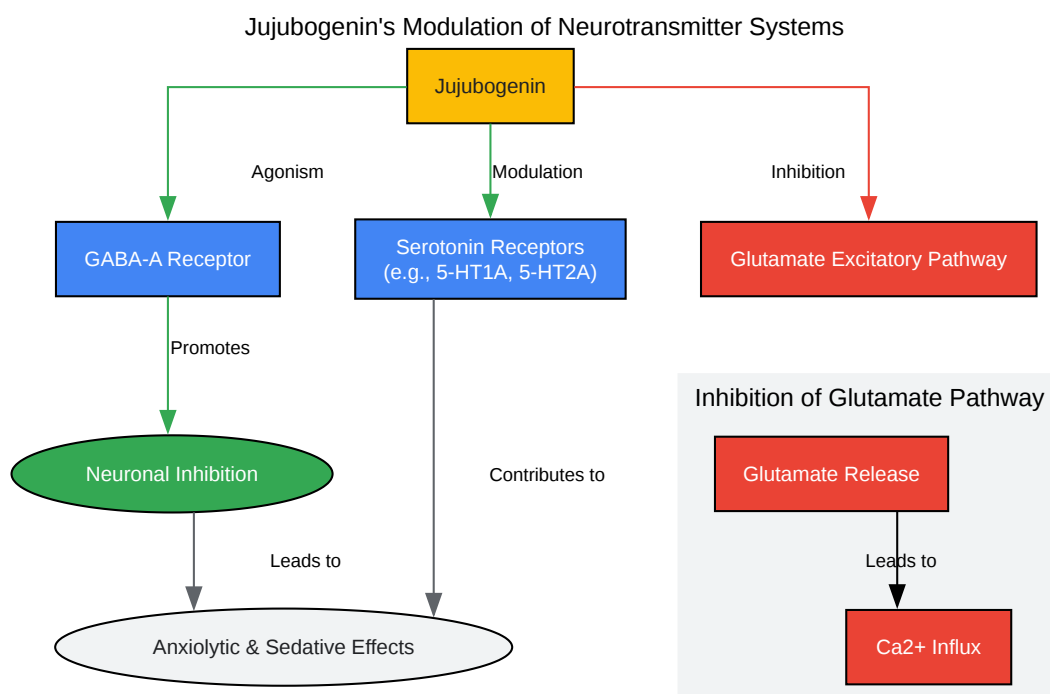 Jujubogenin's Modulation of Neurotransmitter Systems
Jujubogenin
Agonism
Modulation
Inhibition
GABA-A Receptor
Serotonin Receptors
(e.g., 5-HT1A, 5-HT2A)
Glutamate Excitatory Pathway
Promotes
Inhibition of Glutamate Pathway
Neuronal Inhibition
Contributes to
Glutamate Release
Leads to
Leads to
Anxiolytic & Sedative Effects
Ca2+ Influx